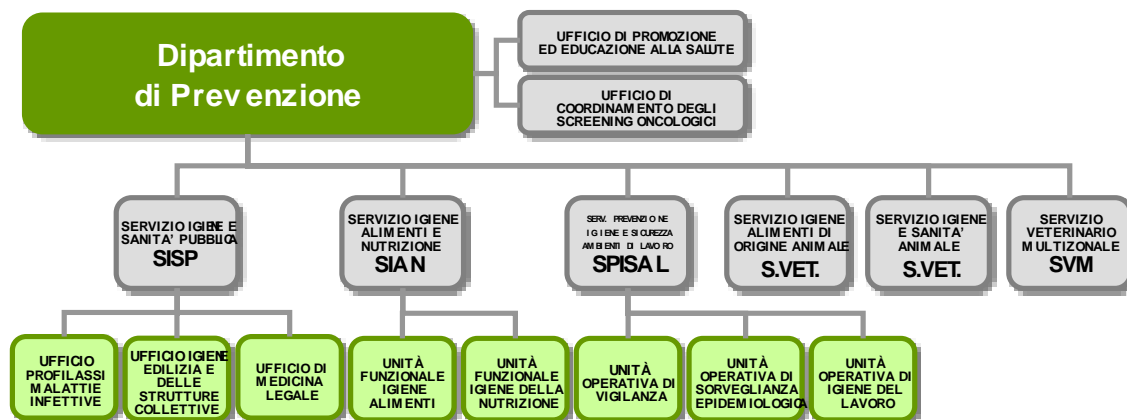 Dipartimento
di Prevenzione
UFFICIO DI PROMOZIONE
ED EDUCAZIONE ALLA SALUTE
UFFICIO DI
COORDINAMENTO DEGLI
SCREENING ONCOLOGICI
SERVIZIO IGIENE E
SANITA' PUBBLICA
SISP
SERVIZIO IGIENE
ALIMENTI E
NUTRIZIONE
SIAN
SERV. PREVENZIONE
IGIENE E SICUREZZA
AMBIENTI DI LAVORO
SPISAL
SERVIZIO IGIENE
ALIMENTI DI
ORIGINE ANIMALE
S.VET.
SERVIZIO IGIENE
E SANITA'
ANIMALE
S.VET.
SERVIZIO
VETERINARIO
MULTIZONALE
SVM
UFFICIO
PROFILASSI
MALATTIE
INFETTIVE
UFFICIO IGIENE
EDILIZIA E
DELLE
STRUTTURE
COLLETTIVE
UFFICIO DI
MEDICINA
LEGALE
UNITÀ
FUNZIONALE
IGIENE
ALIMENTI
UNITÀ
FUNZIONALE
IGIENE DELLA
NUTRIZIONE
UNITÀ
OPERATIVA DI
VIGILANZA
UNITÀ
OPERATIVA DI
SORVEGLIANZA
EPIDEMIOLOGICA
UNITÀ
OPERATIVA DI
IGIENE DEL
LAVORO